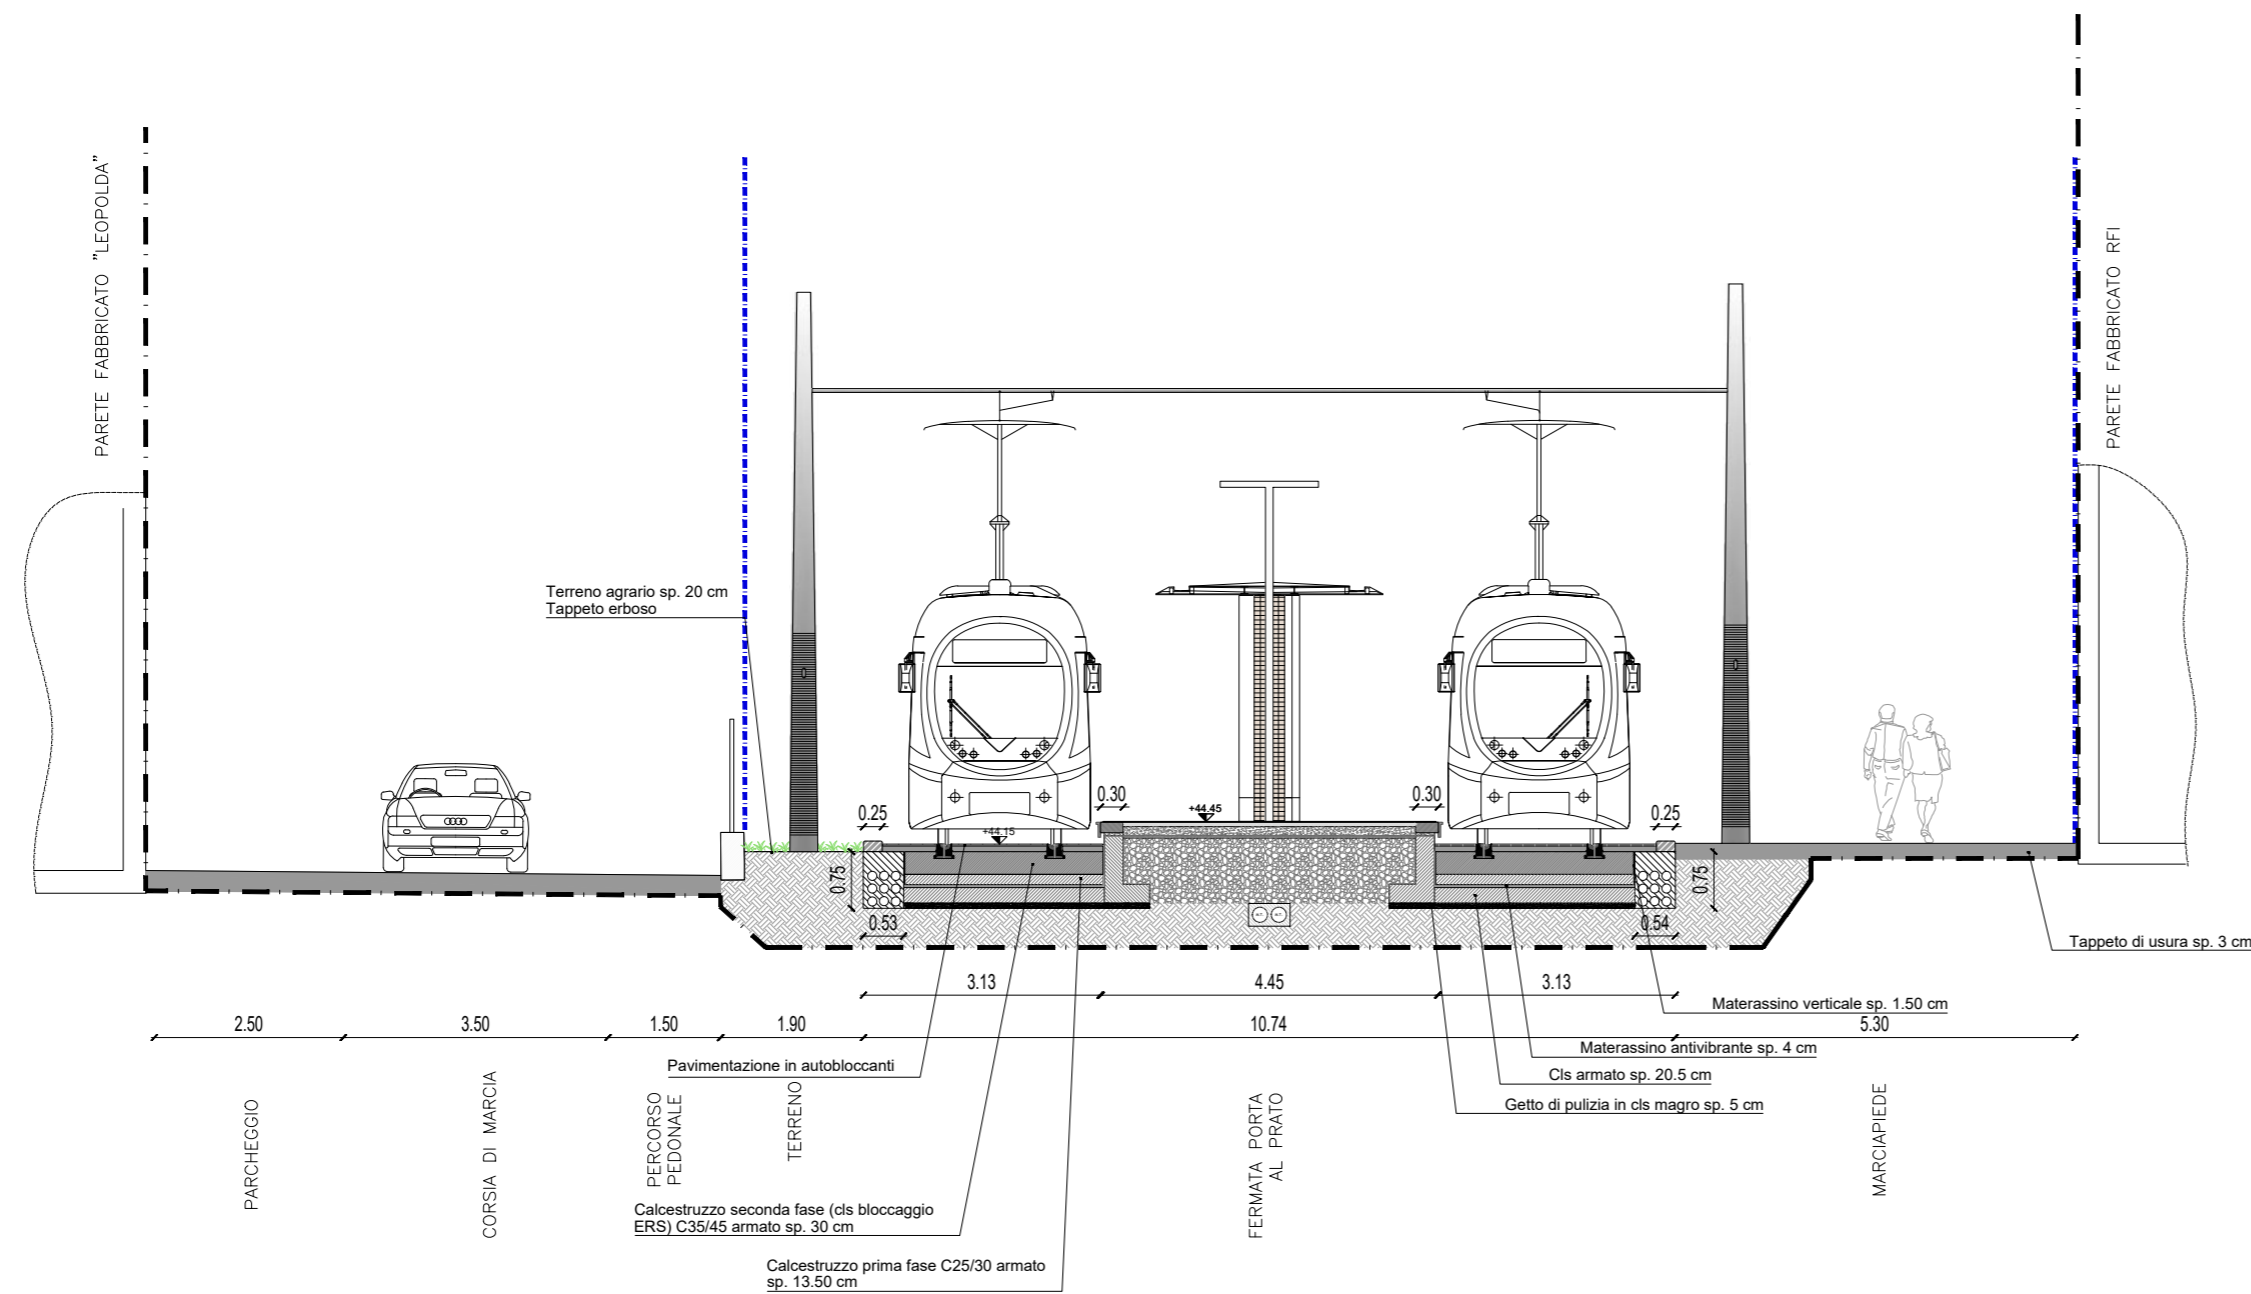 PARETE FABBRICATO "LEOPOLDA"
PARETE FABBRICATO RFI
Terreno agrario sp. 20 cm
Tappeto erboso
0.25
0.30
+44.45
0.30
0.25
+44.15
0.75
0.75
0.53
0.54
Tappeto di usura sp. 3 cm
3.13
4.45
3.13
Materassino verticale sp. 1.50 cm
2.50
3.50
1.50
1.90
10.74
5.30
Materassino antivibrante sp. 4 cm
Pavimentazione in autobloccanti
Cls armato sp. 20.5 cm
Getto di pulizia in cls magro sp. 5 cm
PARCHEGGIO
CORSIA DI MARCIA
PERCORSO
PEDONALE
TERRENO
FERMATA PORTA
AL PRATO
MARCIAPIEDE
Calcestruzzo seconda fase (cls bloccaggio
ERS) C35/45 armato sp. 30 cm
Calcestruzzo prima fase C25/30 armato
sp. 13.50 cm